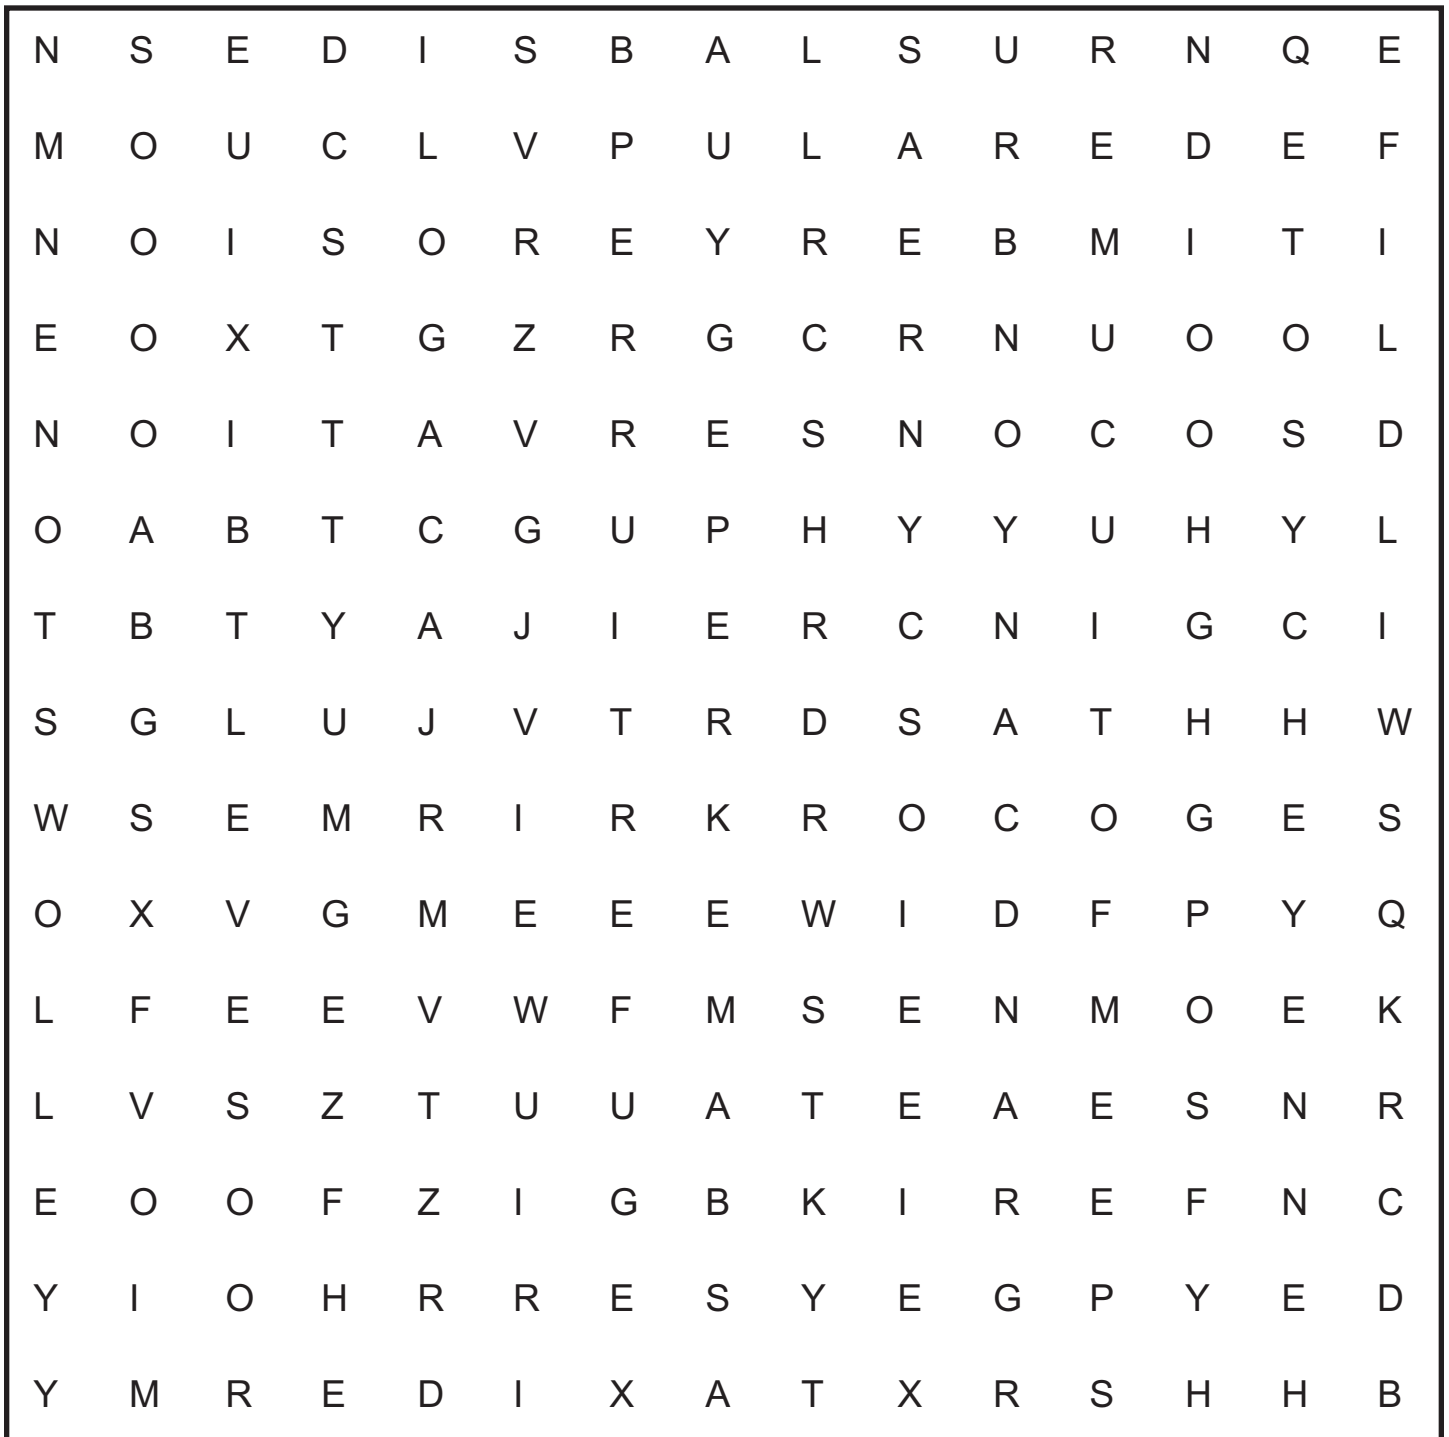 N S E D I S B A L S U R N Q E
M O U C L V P U L A R E D E F
N O I S O R E Y R E B M I T I
E O X T G Z R G C R N U O O L
N O I T A V R E S N O C O S D
O A B T C G U P H Y Y U H Y L
T B T Y A J I E R C N I G C I
S G L U J V T R D S A T H H W
W S E M R I R K R O C O G E S
O X V G M E E E W I D F P Y Q
L F E E V W F M S E N M O E K
L V S Z T U U A T E A E S N R
E O O F Z I G B K I R E F N C
Y I O H R R E S Y E G P Y E D
Y M R E D I X A T X R S H H B